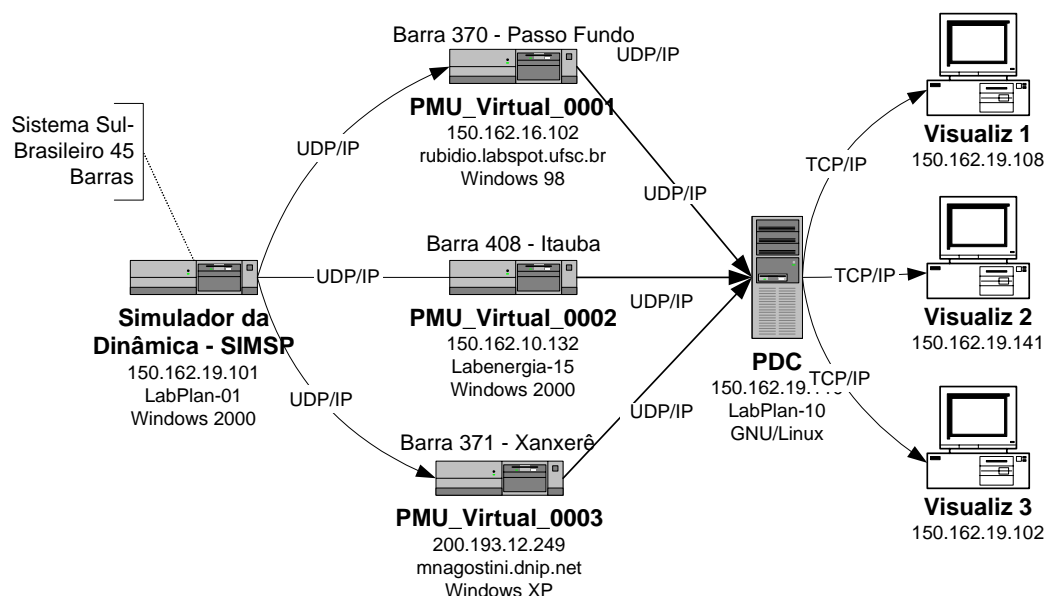 Sistema Sul-
Brasileiro 45
Barras
Simulador da
Dinâmica - SIMSP
150.162.19.101
LabPlan-01
Windows 2000
UDP/IP
UDP/IP
UDP/IP
Barra 370 - Passo Fundo
PMU_Virtual_0001
150.162.16.102
rubidio.labspot.ufsc.br
Windows 98
Barra 408 - Itauba
PMU_Virtual_0002
150.162.10.132
Labenergia-15
Windows 2000
Barra 371 - Xanxerê
PMU_Virtual_0003
200.193.12.249
mnagostini.dnip.net
Windows XP
UDP/IP
UDP/IP
UDP/IP
UDP/IP
PDC
150.162.19.
LabPlan-10
GNU/Linux
TCP/IP
TCP/IP
TCP/IP
Visualiz 1
150.162.19.108
Visualiz 2
150.162.19.141
Visualiz 3
150.162.19.102